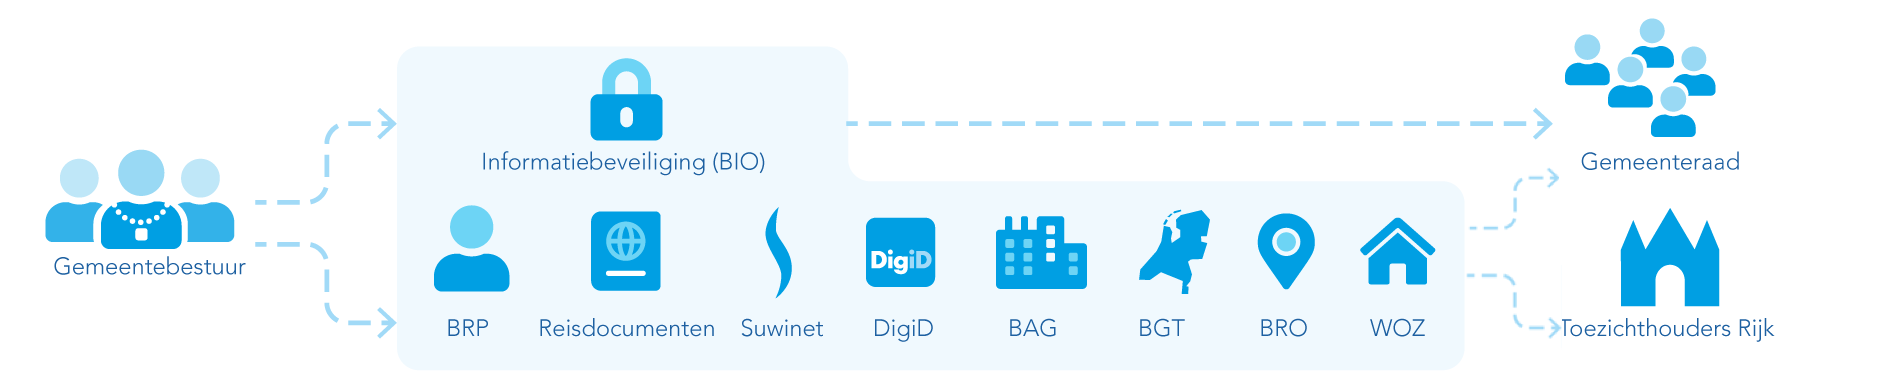 Informatiebeveiliging (BIO)
Gemeenteraad
Gemeentebestuur
DigiD
BRP
Reisdocumenten
Suwinet
DigiD
BAG
BGT
BRO
WOZ
Toezichthouders Rijk